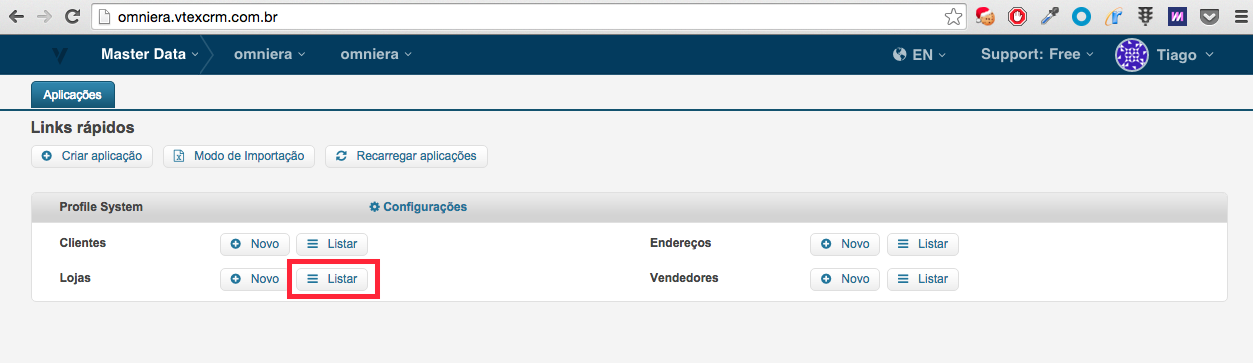 omniera.vtexcrm.com.br
Master Data omniera omniera EN Support: Free Tiago
Aplicações
Links rápidos
Criar aplicação Modo de Importação Recarregar aplicações
Profile System Configurações
Clientes Novo Listar Endereços Novo Listar
Lojas Novo Listar Vendedores Novo Listar